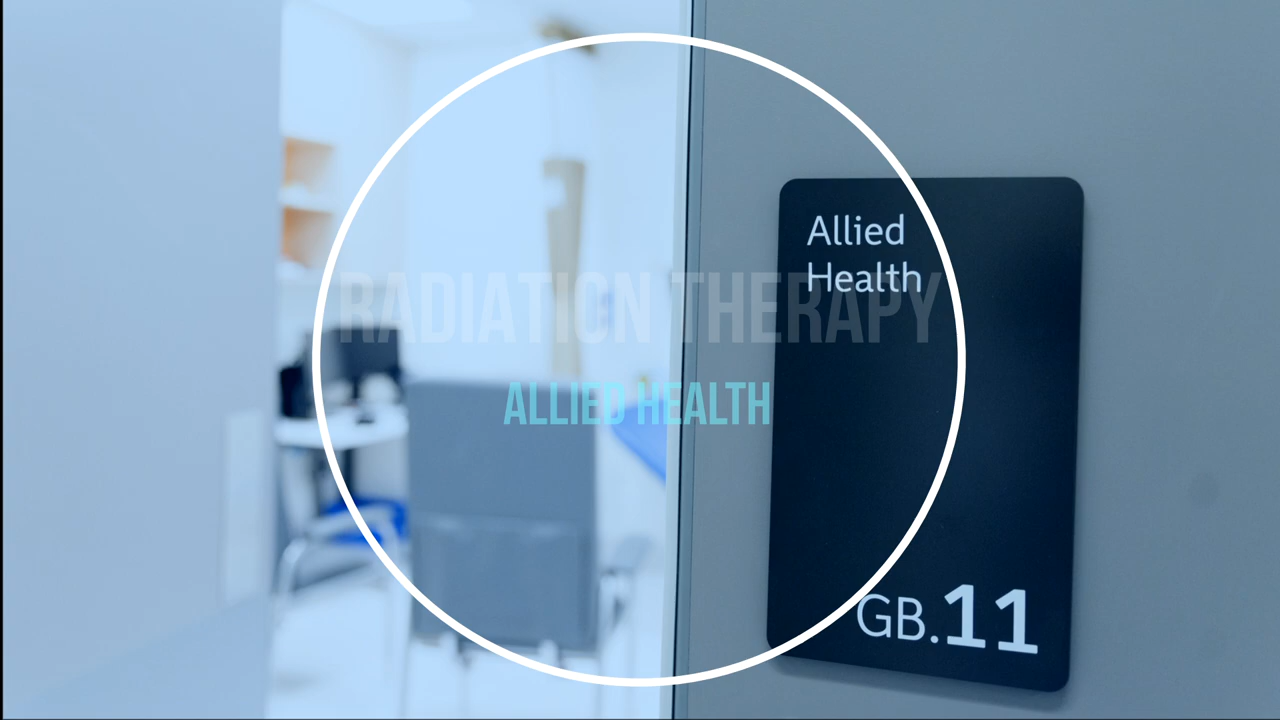 Allied
Health
RADIATION THERAPY
ALLIED HEALTH
GB.11